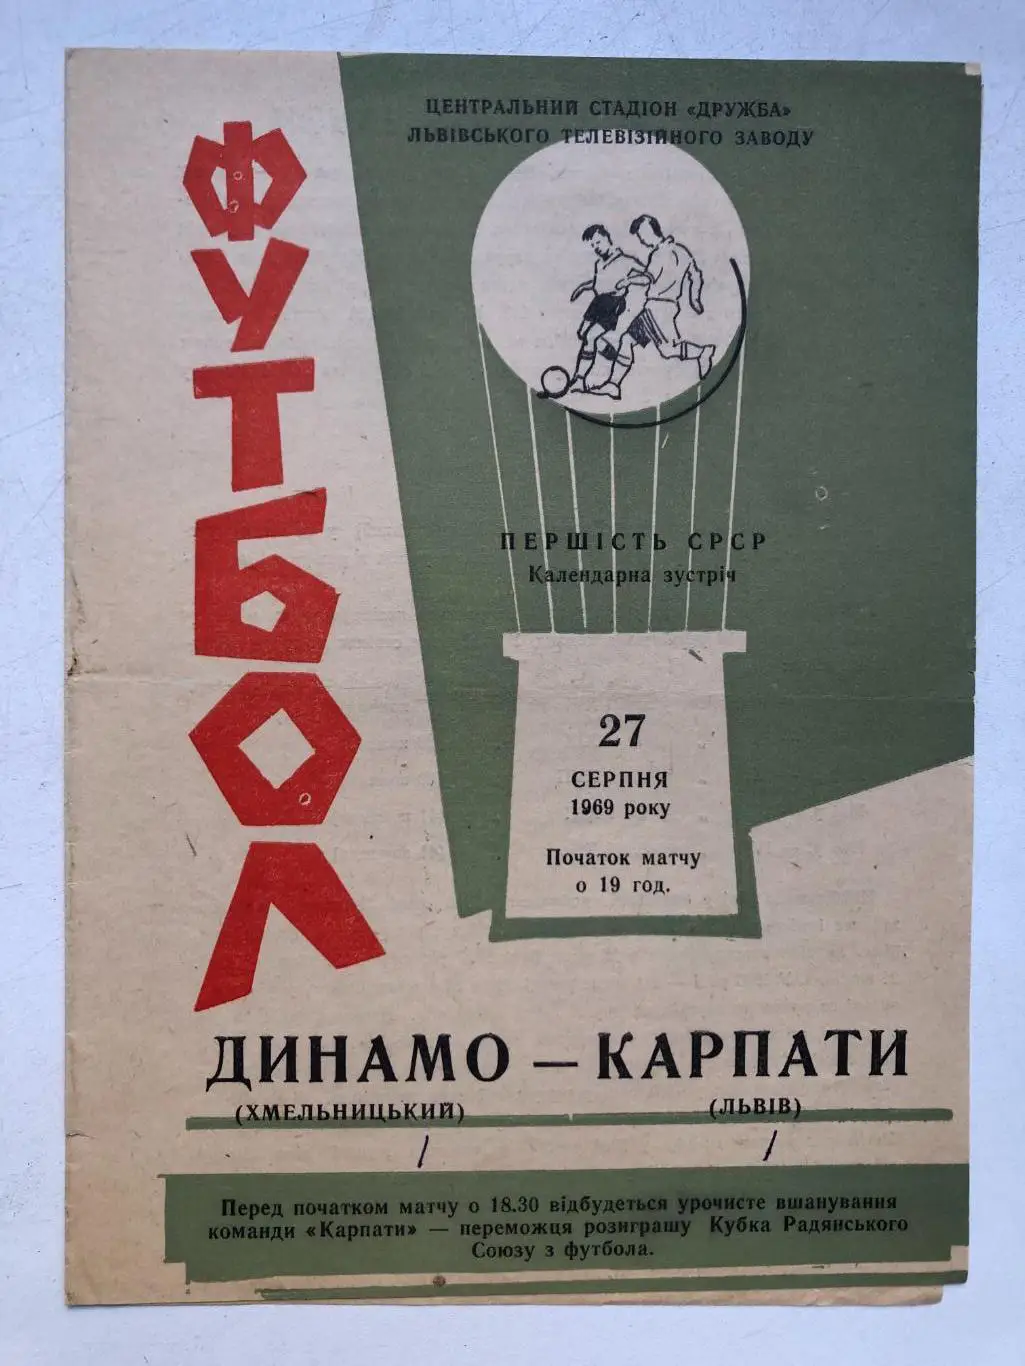 ФУТБОЛ
ЦЕНТРАЛЬНИЙ СТАДІОН «ДРУЖБА»
ЛЬВІВСЬКОГО ТЕЛЕВІЗІЙНОГО ЗАВОДУ
ПЕРШІСТЬ СРСР
Календарна зустріч
27
СЕРПНЯ
1969 року
Початок матчу
о 19 год.
ДИНАМО — КАРПАТИ
(ХМЕЛЬНИЦЬКИЙ) (ЛЬВІВ)
1 1
Перед початком матчу о 18.30 відбудеться урочисте вшанування
команди «Карпати» — переможця розиграшу Кубка Радянського
Союзу з футбола.